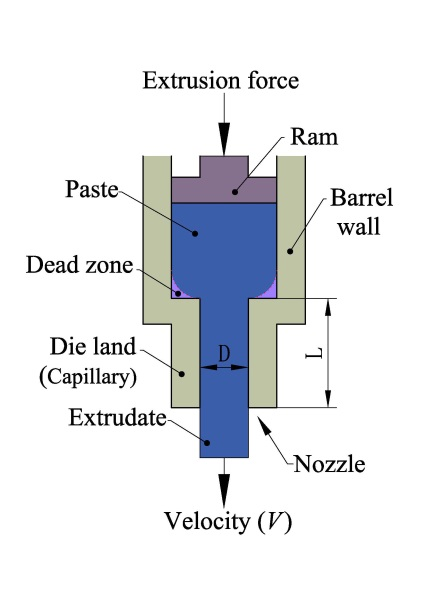 Extrusion force
Ram
Paste
Barrel
wall
Dead zone
D
L
Die land
(Capillary)
Extrudate
Nozzle
Velocity (V)